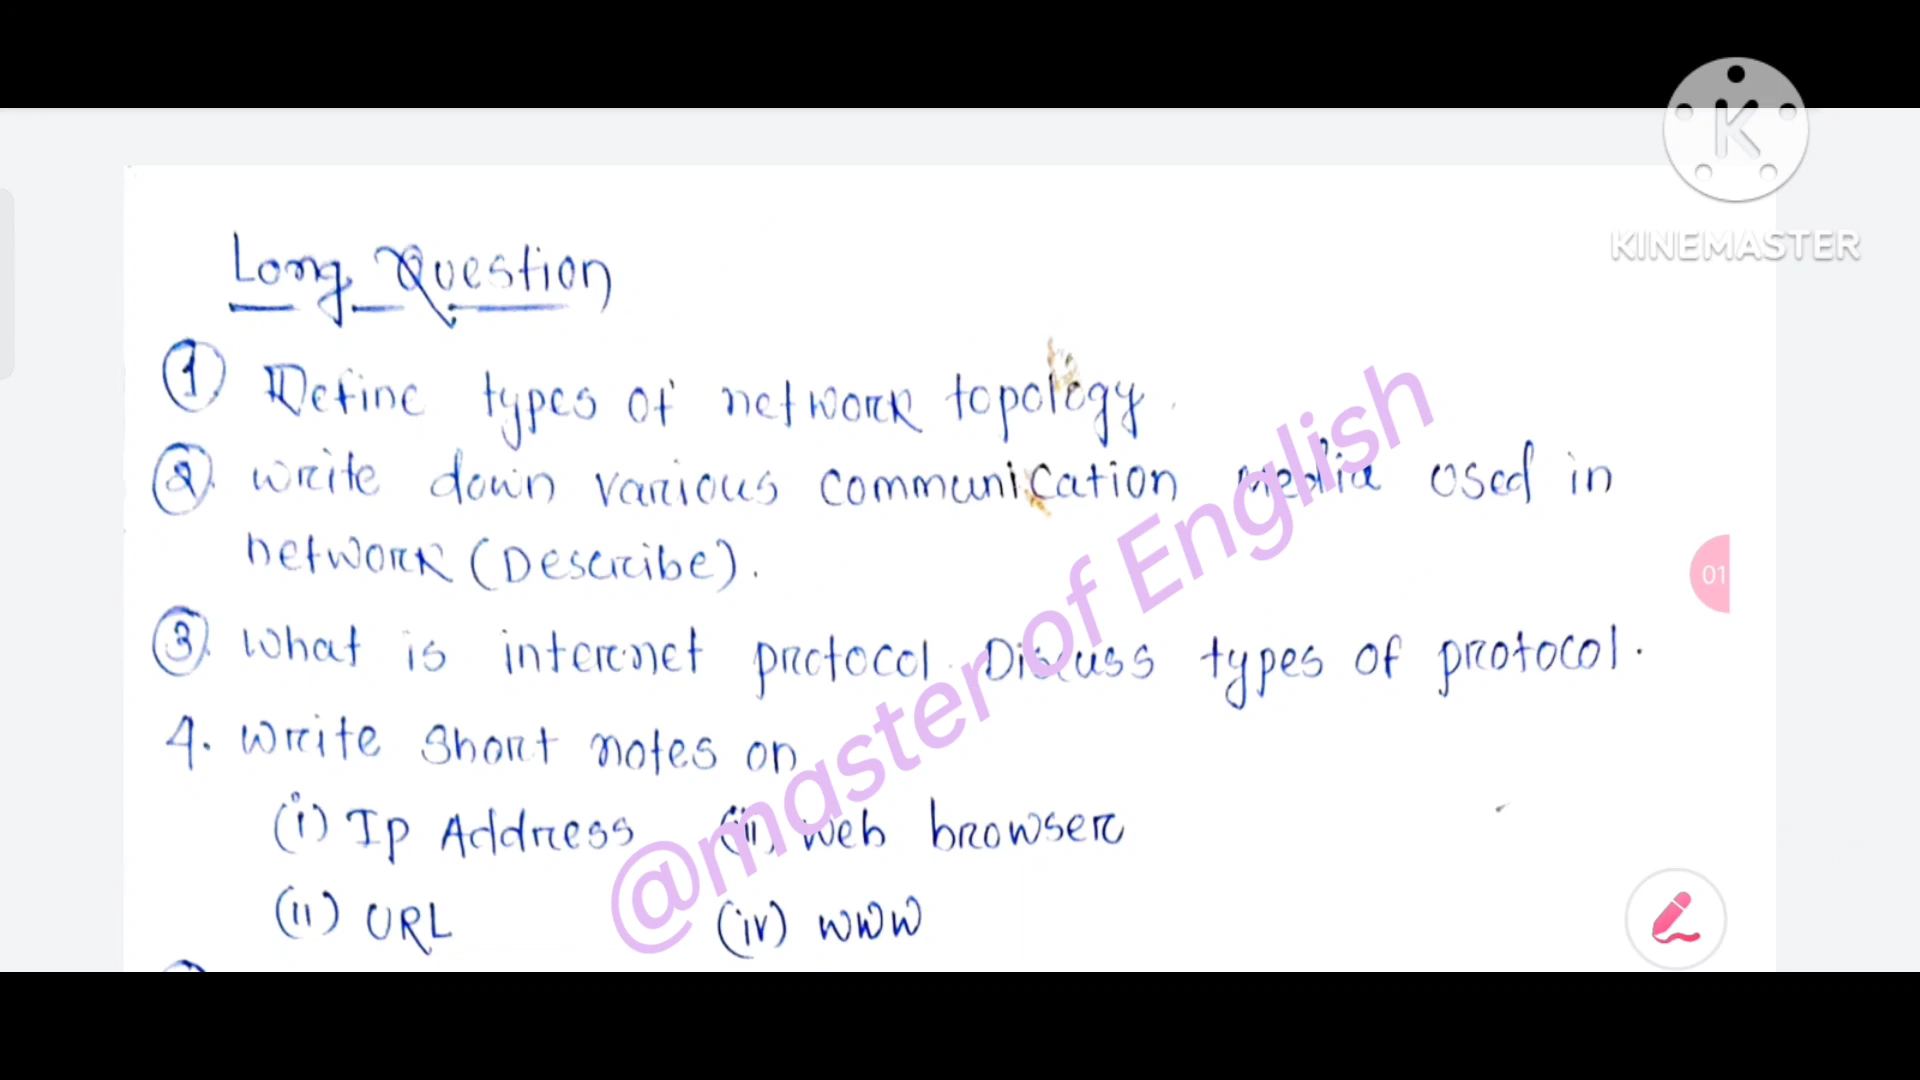 KINEMASTER
Long Question
1 Define types of network topology.
2. Write down various communication media used in
network (Describe).
01
3. What is internet protocol. Discuss types of protocol.
4. Write short notes on
(i) Ip Address (iii) Web browser
(ii) URL (iv) WWW
@master of English